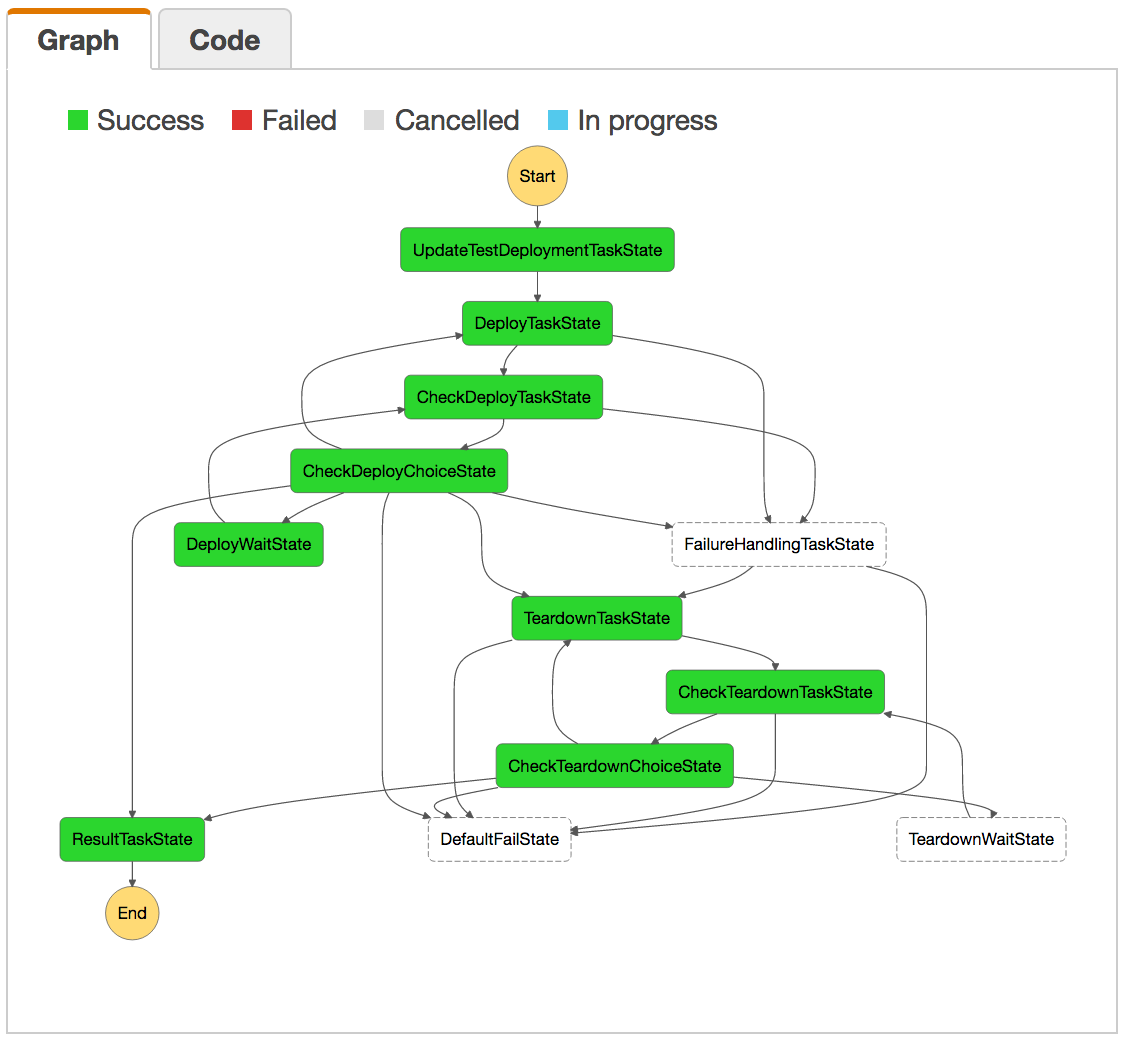 Graph
Code
Success Failed Cancelled In progress
Start
UpdateTestDeploymentTaskState
DeployTaskState
CheckDeployTaskState
CheckDeployChoiceState
DeployWaitState
FailureHandlingTaskState
TeardownTaskState
CheckTeardownTaskState
CheckTeardownChoiceState
ResultTaskState
DefaultFailState
TeardownWaitState
End